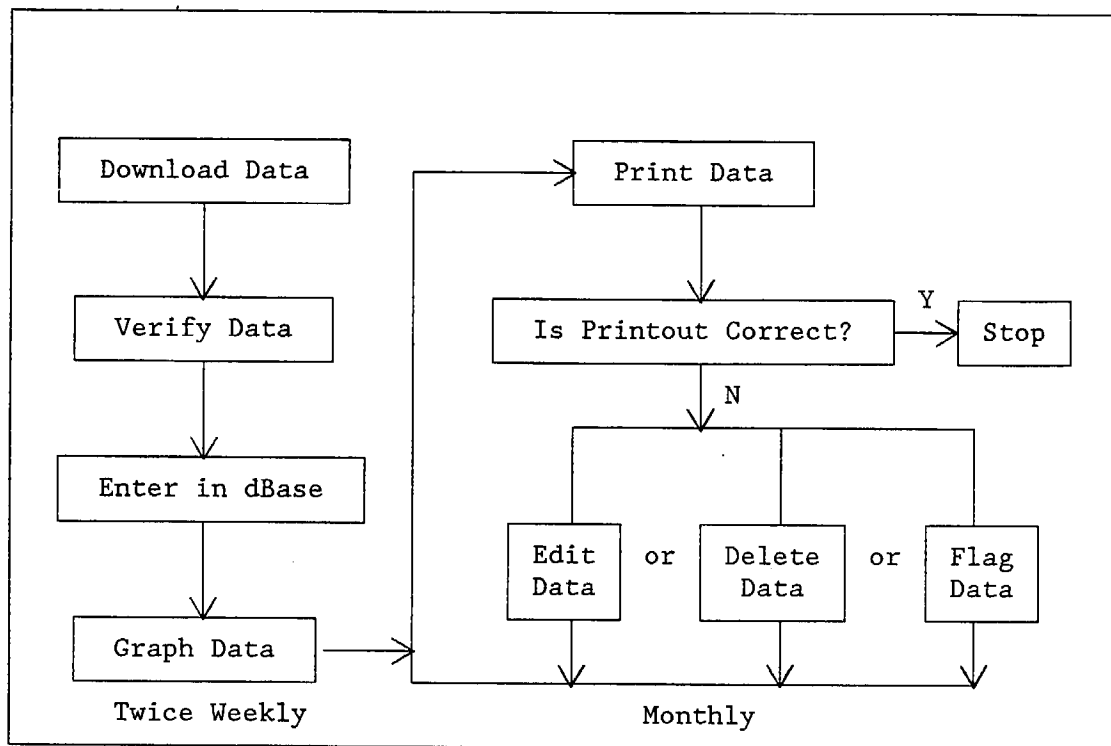 Download Data
Verify Data
Enter in dBase
Graph Data
Twice Weekly
Print Data
Is Printout Correct?
Y
Stop
N
Edit
Data
or
Delete
Data
or
Flag
Data
Monthly